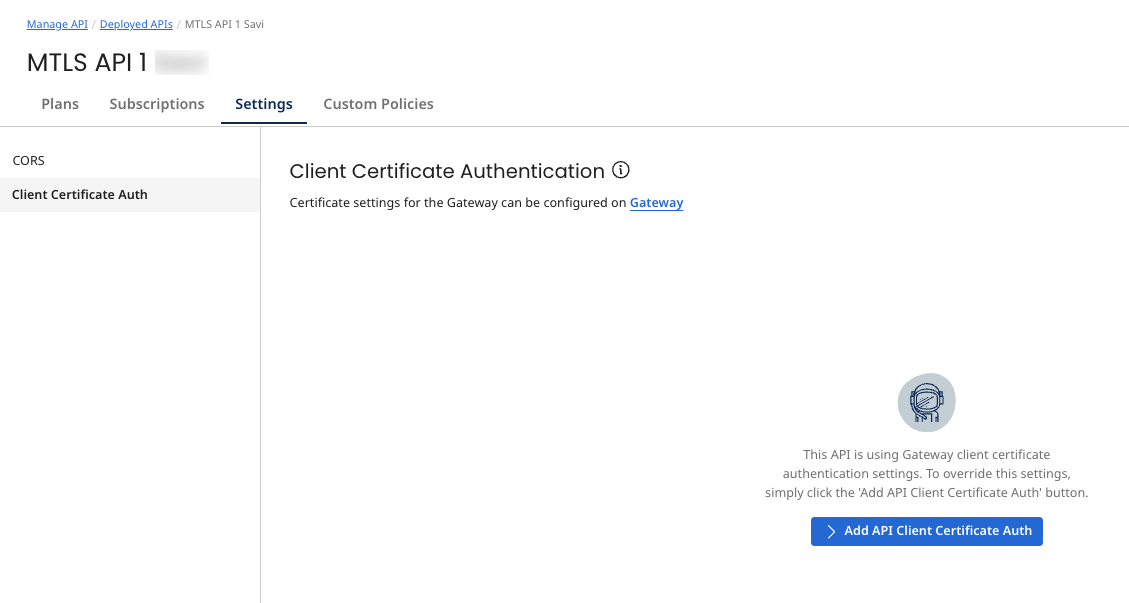 Manage API / Deployed APIs / MTLS API 1 Savi
MTLS API 1
Plans Subscriptions Settings Custom Policies
CORS
Client Certificate Auth
Client Certificate Authentication
Certificate settings for the Gateway can be configured on Gateway
This API is using Gateway client certificate
authentication settings. To override this settings,
simply click the 'Add API Client Certificate Auth' button.
Add API Client Certificate Auth